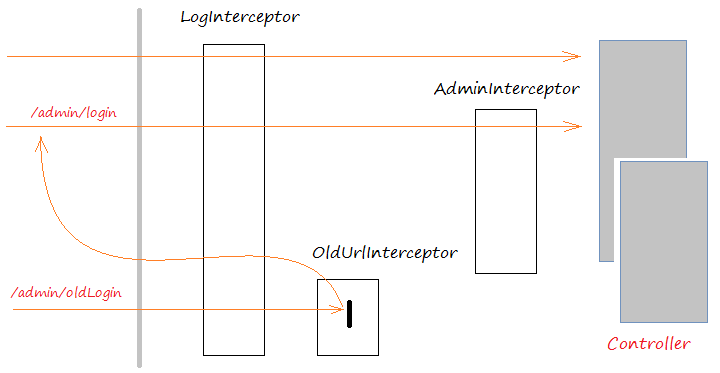 LogInterceptor
AdminInterceptor
/admin/login
OldUrlInterceptor
/admin/oldLogin
Controller